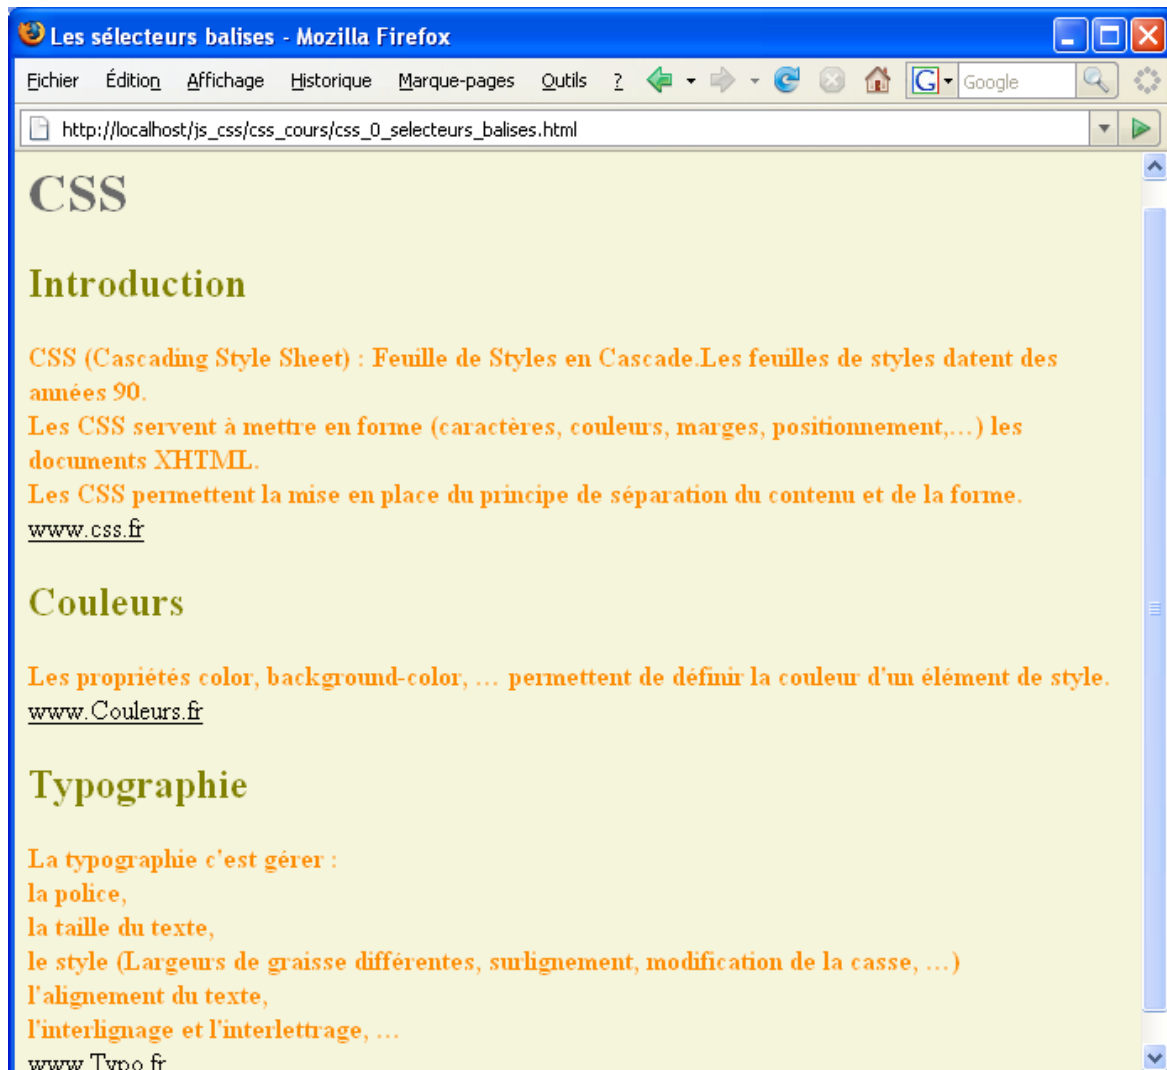 Les sélecteurs balises - Mozilla Firefox
Fichier Édition Affichage Historique Marque-pages Outils ? G Google
http://localhost/js_css/css_cours/css_0_selecteurs_balises.html
CSS
Introduction
CSS (Cascading Style Sheet) : Feuille de Styles en Cascade.Les feuilles de styles datent des
années 90.
Les CSS servent à mettre en forme (caractères, couleurs, marges, positionnement,…) les
documents XHTML.
Les CSS permettent la mise en place du principe de séparation du contenu et de la forme.
www.css.fr
Couleurs
Les propriétés color, background-color, … permettent de définir la couleur d'un élément de style.
www.Couleurs.fr
Typographie
La typographie c'est gérer :
la police,
la taille du texte,
le style (Largeurs de graisse différentes, surlignement, modification de la casse, …)
l'alignement du texte,
l'interlignage et l'interlettrage, …
www.Typo.fr